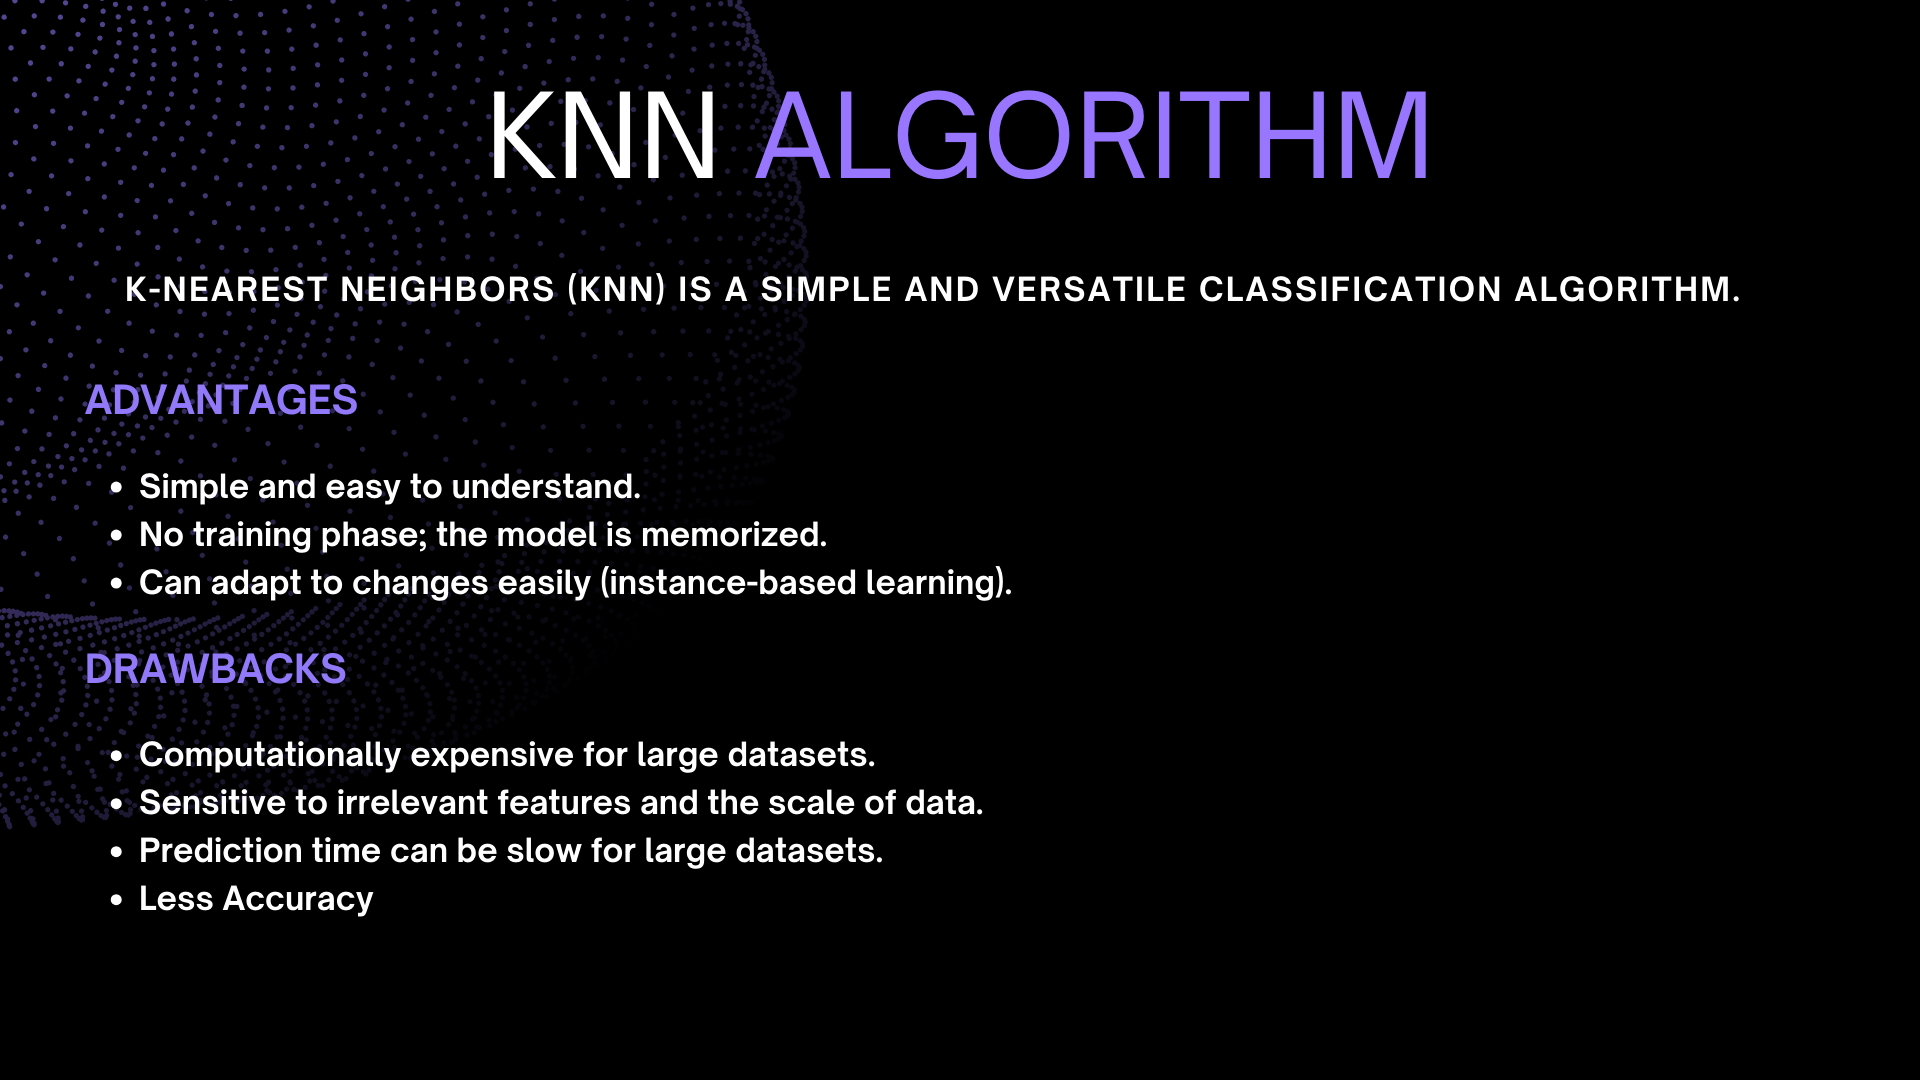 KNN ALGORITHM
K-NEAREST NEIGHBORS (KNN) IS A SIMPLE AND VERSATILE CLASSIFICATION ALGORITHM.
ADVANTAGES
• Simple and easy to understand.
• No training phase; the model is memorized.
• Can adapt to changes easily (instance-based learning).
DRAWBACKS
• Computationally expensive for large datasets.
• Sensitive to irrelevant features and the scale of data.
• Prediction time can be slow for large datasets.
• Less Accuracy